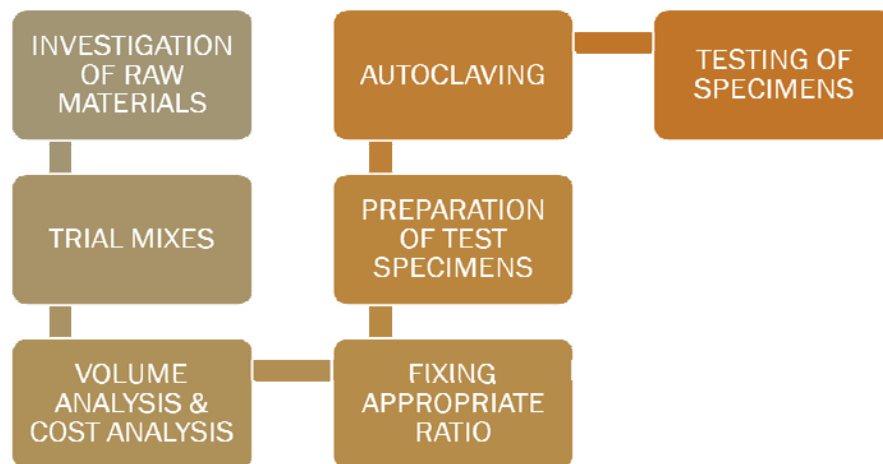 INVESTIGATION
OF RAW
MATERIALS
TRIAL MIXES
VOLUME
ANALYSIS &
COST ANALYSIS
FIXING
APPROPRIATE
RATIO
PREPARATION
OF TEST
SPECIMENS
AUTOCLAVING
TESTING OF
SPECIMENS